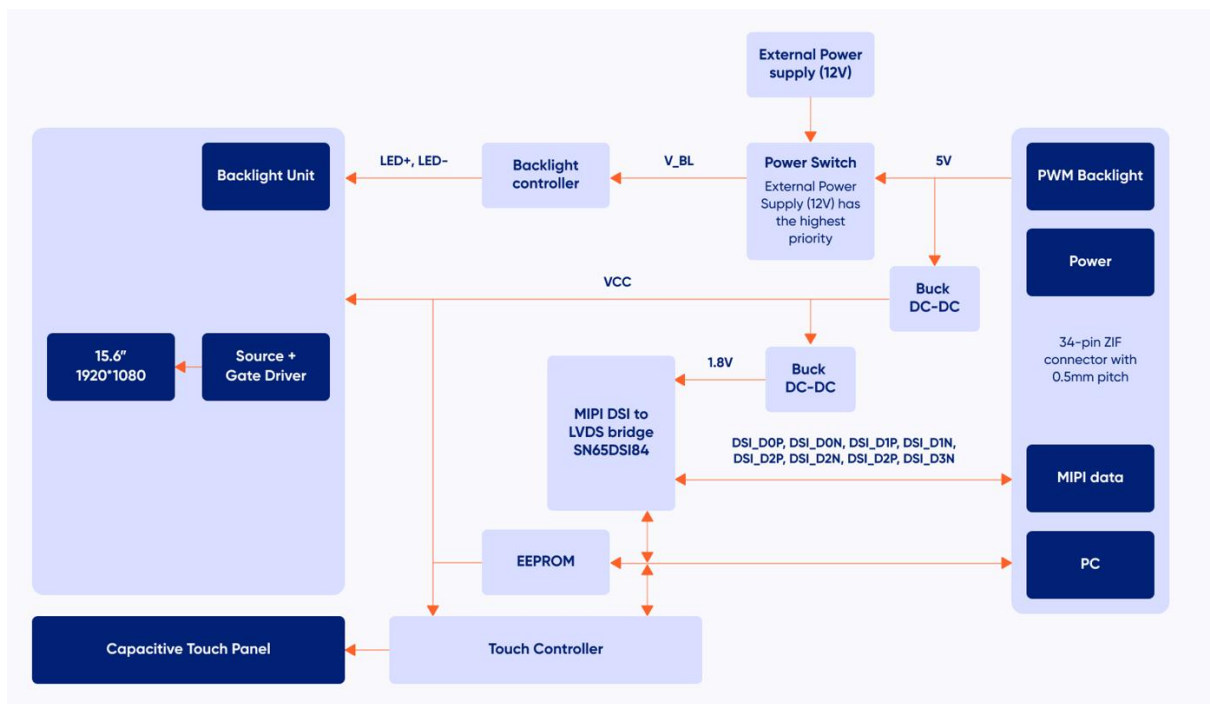 External Power
supply (12V)
Backlight Unit
LED+, LED-
Backlight
controller
V_BL
Power Switch
External Power
Supply (12V) has
the highest
priority
5V
PWM Backlight
Power
VCC
Buck
DC-DC
34-pin ZIF
connector with
0.5mm pitch
15.6”
1920*1080
Source +
Gate Driver
1.8V
Buck
DC-DC
MIPI DSI to
LVDS bridge
SN65DSI84
DSI_D0P, DSI_D0N, DSI_D1P, DSI_D1N,
DSI_D2P, DSI_D2N, DSI_D2P, DSI_D3N
MIPI data
EEPROM
PC
Capacitive Touch Panel
Touch Controller